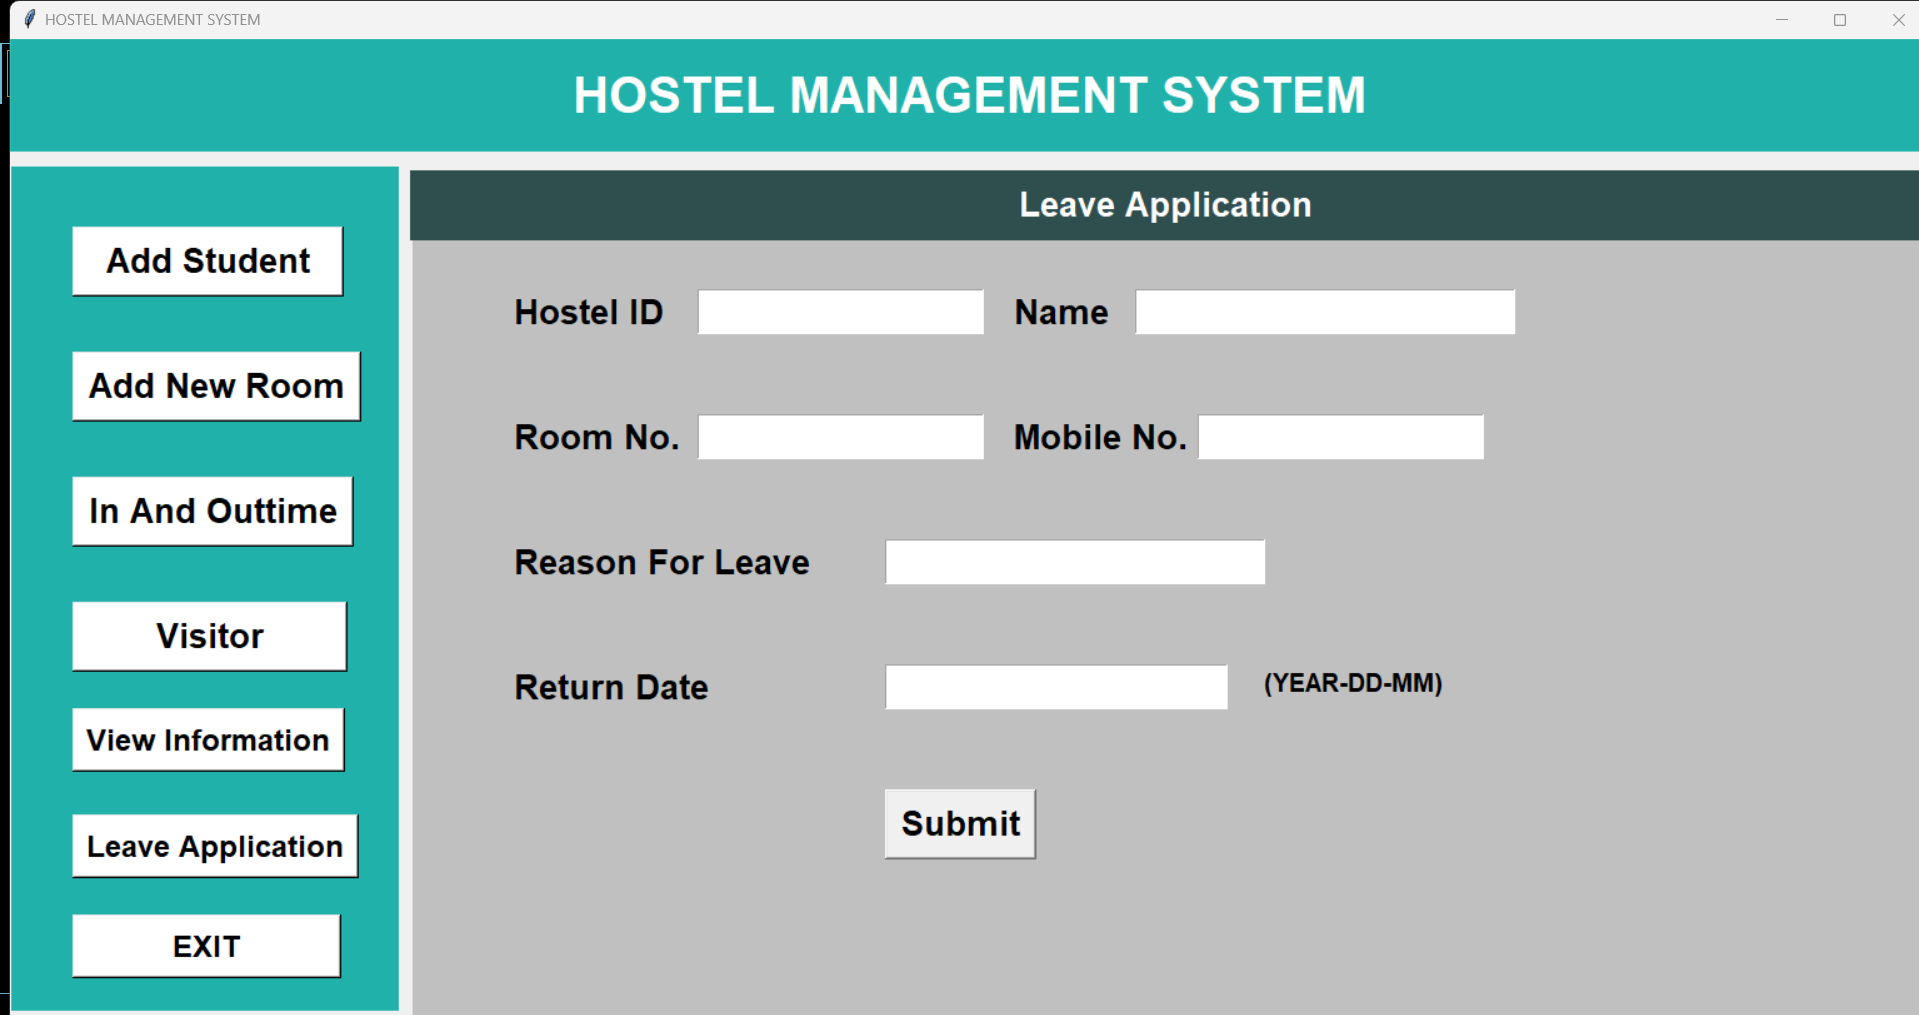 HOSTEL MANAGEMENT SYSTEM
HOSTEL MANAGEMENT SYSTEM
Add Student
Add New Room
In And Outtime
Visitor
View Information
Leave Application
EXIT
Leave Application
Hostel ID Name
Room No. Mobile No.
Reason For Leave
Return Date (YEAR-DD-MM)
Submit